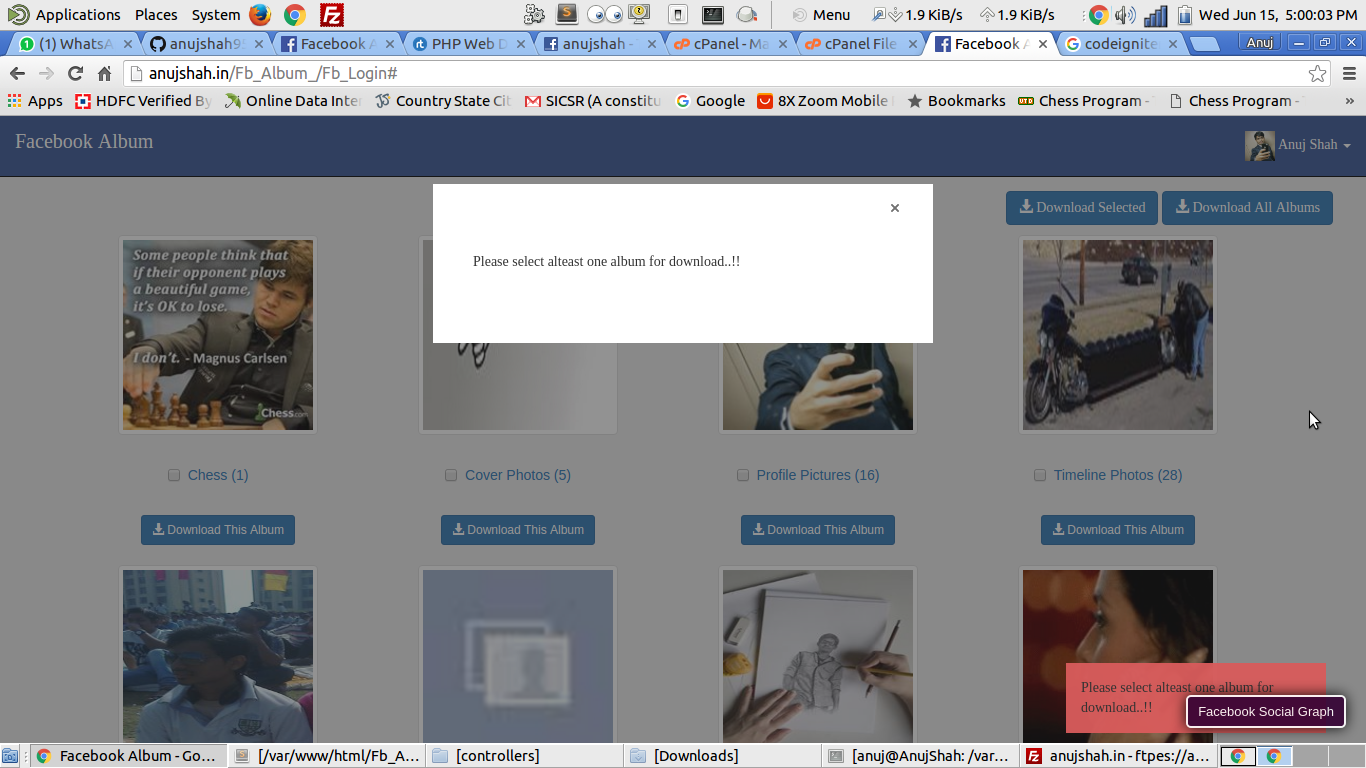 Applications Places System Menu 1.9 KiB/s 1.9 KiB/s Wed Jun 15, 5:00:03 PM
(1) WhatsA anujshah95 Facebook A PHP Web D anujshah - cPanel - Ma cPanel File Facebook A codeignite Anuj
anujshah.in/Fb_Album_/Fb_Login#
Apps HDFC Verified By Online Data Inte Country State Cit SICSR (A constitu Google 8X Zoom Mobile Bookmarks Chess Program - Chess Program - »
Facebook Album
Anuj Shah
×
Please select alteast one album for download..!!
Download Selected
Download All Albums
Some people think that
if their opponent plays
a beautiful game,
it's OK to lose.
I don't. - Magnus Carlsen
Chess.com
Chess (1)
Cover Photos (5)
Profile Pictures (16)
Timeline Photos (28)
Download This Album
Download This Album
Download This Album
Download This Album
Please select alteast one album for
download..!!
Facebook Social Graph
Facebook Album - Go... [/var/www/html/Fb_A... [controllers] [Downloads] [anuj@AnujShah: /var... anujshah.in - ftpes://a...